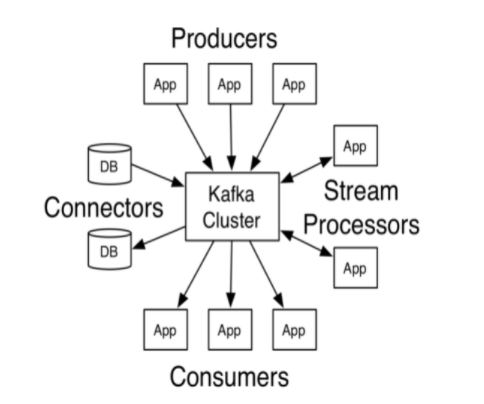 Producers
App
App
App
App
DB
Kafka
Cluster
Stream
Processors
Connectors
DB
App
App
App
App
Consumers